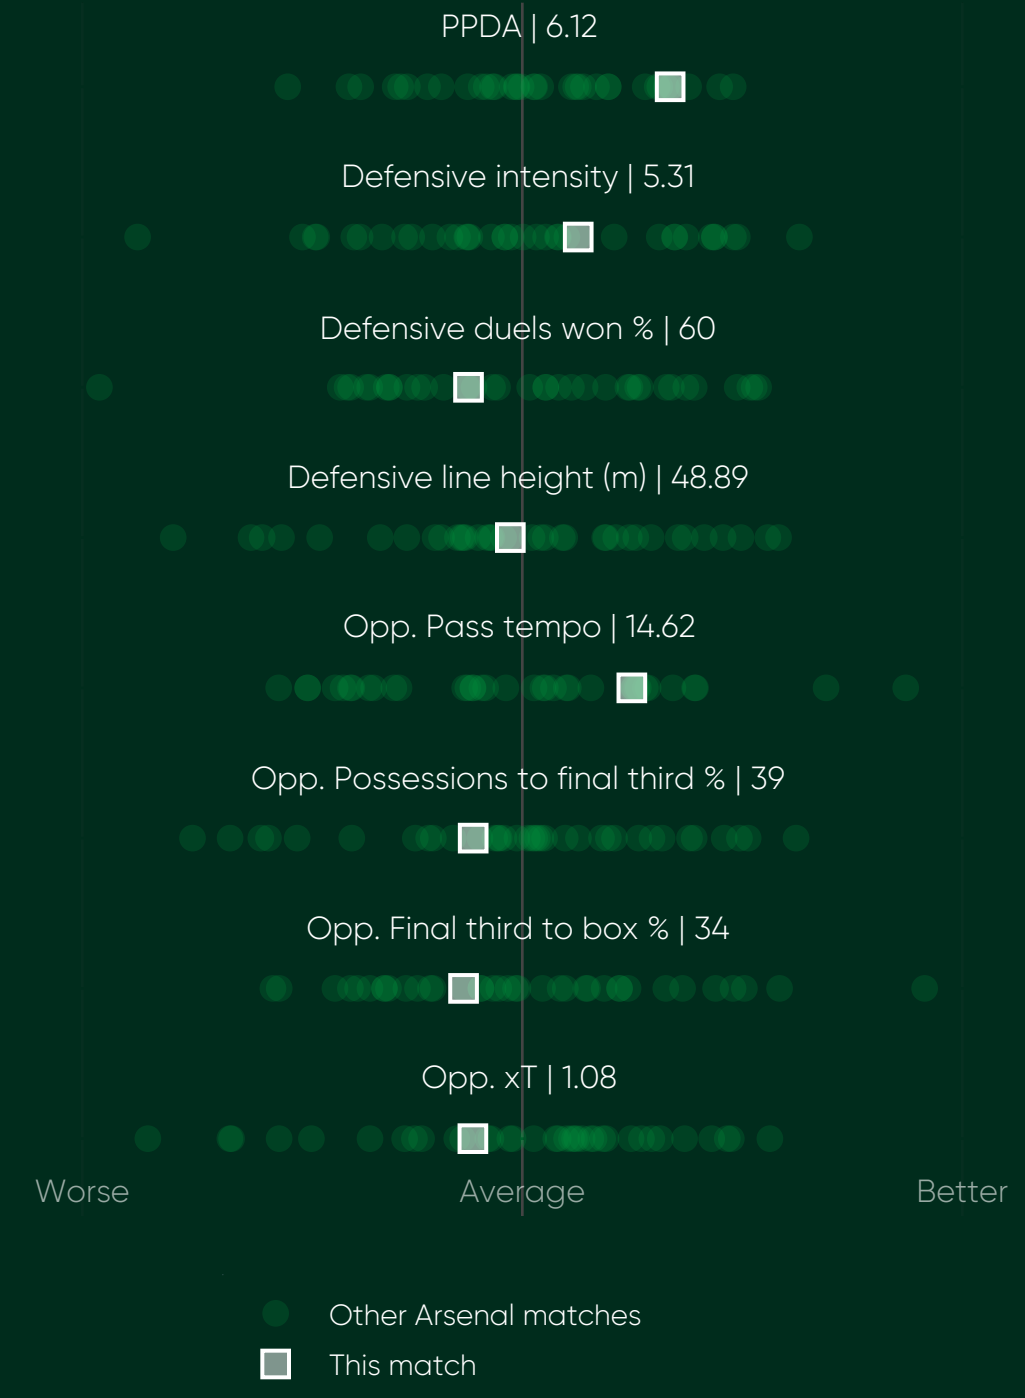 PPDA | 6.12
Defensive intensity | 5.31
Defensive duels won % | 60
Defensive line height (m) | 48.89
Opp. Pass tempo | 14.62
Opp. Possessions to final third % | 39
Opp. Final third to box % | 34
Opp. xT | 1.08
Worse Average Better
Other Arsenal matches
This match